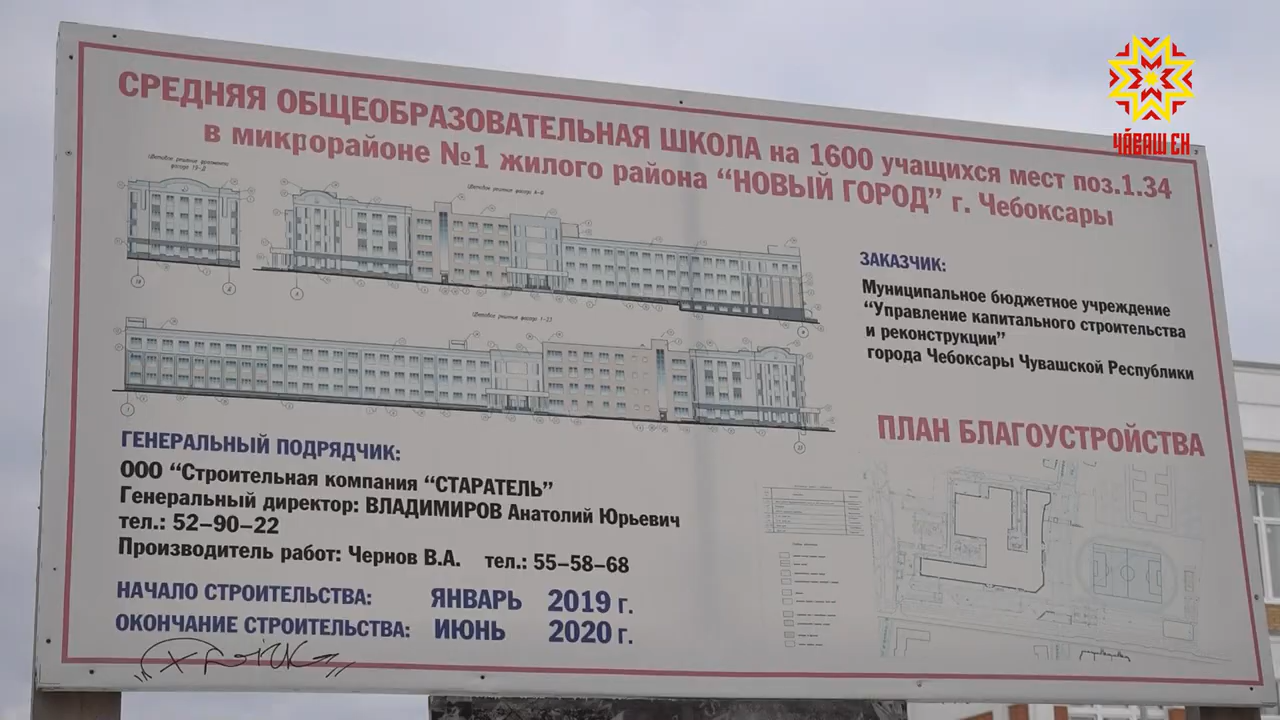 ЧӐВАШ ЕН
СРЕДНЯЯ ОБЩЕОБРАЗОВАТЕЛЬНАЯ ШКОЛА на 1600 учащихся мест поз.1.34
в микрорайоне №1 жилого района “НОВЫЙ ГОРОД” г. Чебоксары
ЗАКАЗЧИК:
Муниципальное бюджетное учреждение
“Управление капитального строительства
и реконструкции”
города Чебоксары Чувашской Республики
ПЛАН БЛАГОУСТРОЙСТВА
ГЕНЕРАЛЬНЫЙ ПОДРЯДЧИК:
ООО “Строительная компания “СТАРАТЕЛЬ”
Генеральный директор: ВЛАДИМИРОВ Анатолий Юрьевич
тел.: 52–90–22
Производитель работ: Чернов В.А. тел.: 55–58–68
НАЧАЛО СТРОИТЕЛЬСТВА: ЯНВАРЬ 2019 г.
ОКОНЧАНИЕ СТРОИТЕЛЬСТВА: ИЮНЬ 2020 г.